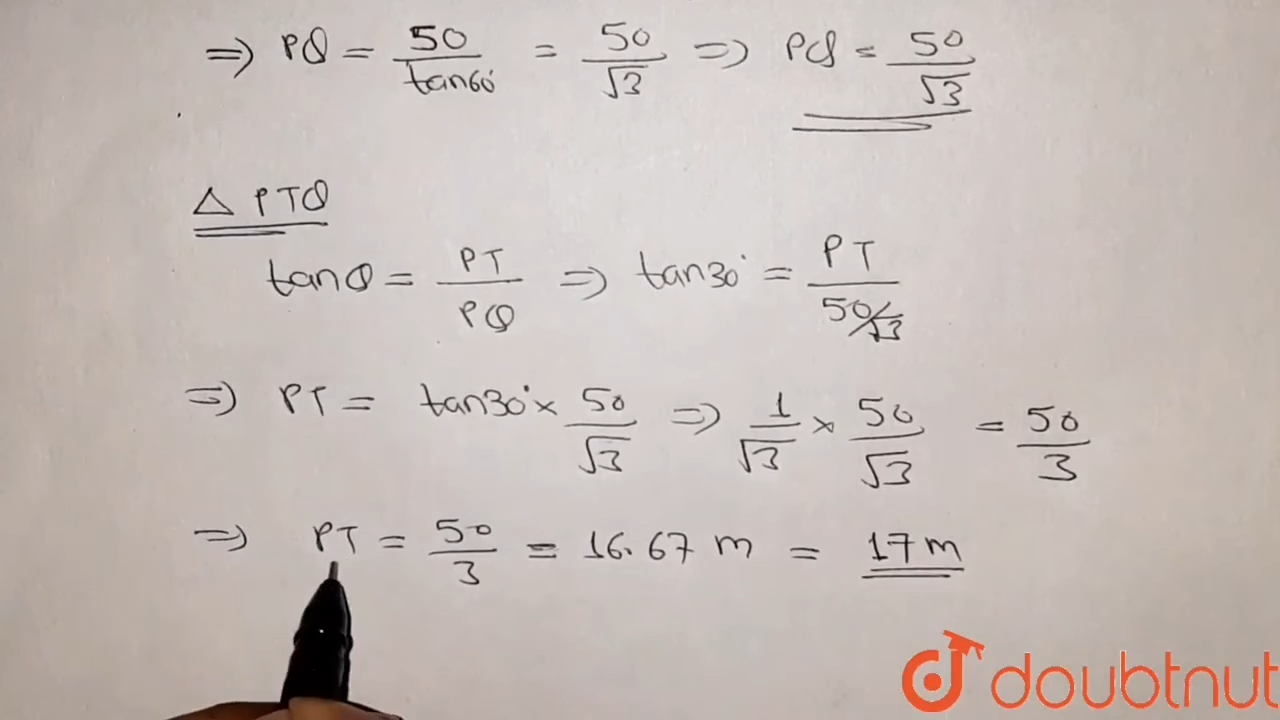 ⇒ PQ = 50/tan60° = 50/√3 ⇒ PQ = 50/√3
△ PTQ
tanθ = PT/PQ ⇒ tan30° = PT/50/√3
⇒ PT = tan30° × 50/√3 ⇒ 1/√3 × 50/√3 = 50/3
⇒ PT = 50/3 = 16.67 m = 17 m
doubtnut